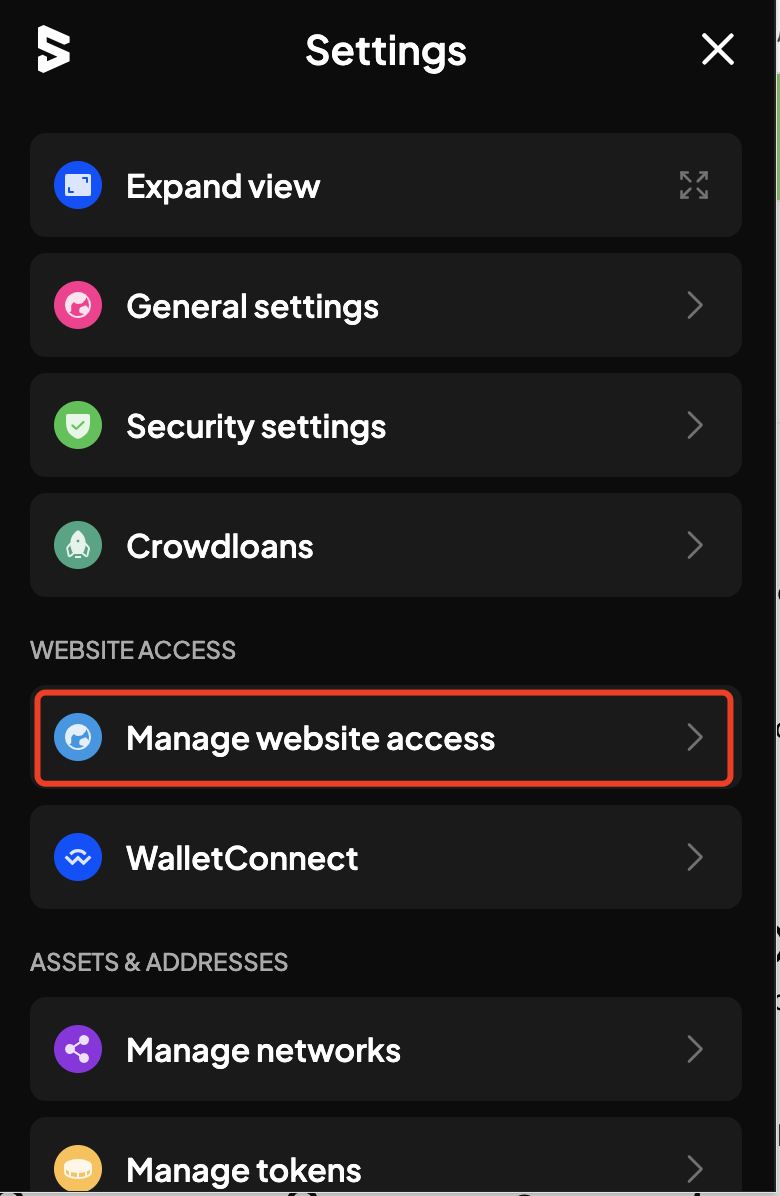 Settings
Expand view
General settings
Security settings
Crowdloans
WEBSITE ACCESS
Manage website access
WalletConnect
ASSETS & ADDRESSES
Manage networks
Manage tokens